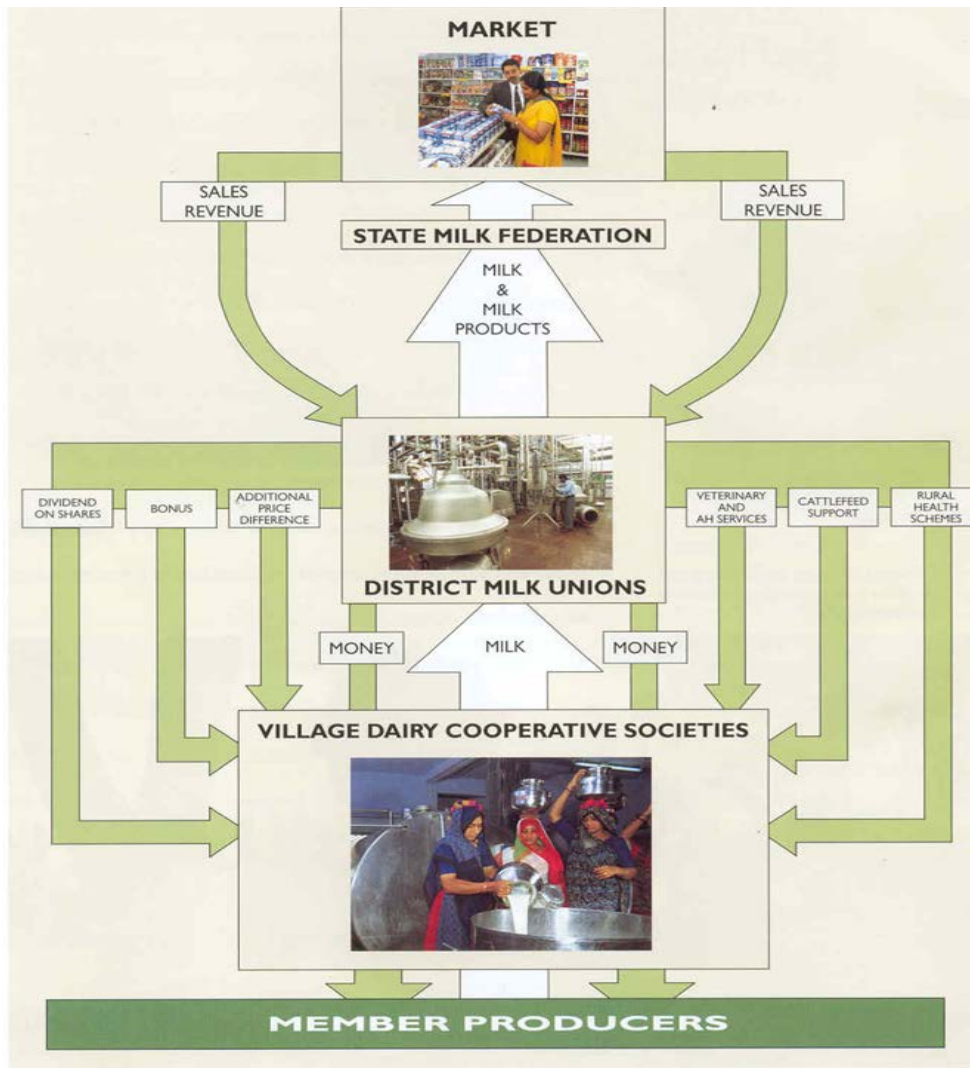 MARKET
SALES
REVENUE
SALES
REVENUE
STATE MILK FEDERATION
MILK
&
MILK
PRODUCTS
DIVIDEND
ON SHARES
BONUS
ADDITIONAL
PRICE
DIFFERENCE
VETERINARY
AND
AH SERVICES
CATTLEFEED
SUPPORT
RURAL
HEALTH
SCHEMES
DISTRICT MILK UNIONS
MONEY
MILK
MONEY
VILLAGE DAIRY COOPERATIVE SOCIETIES
MEMBER PRODUCERS